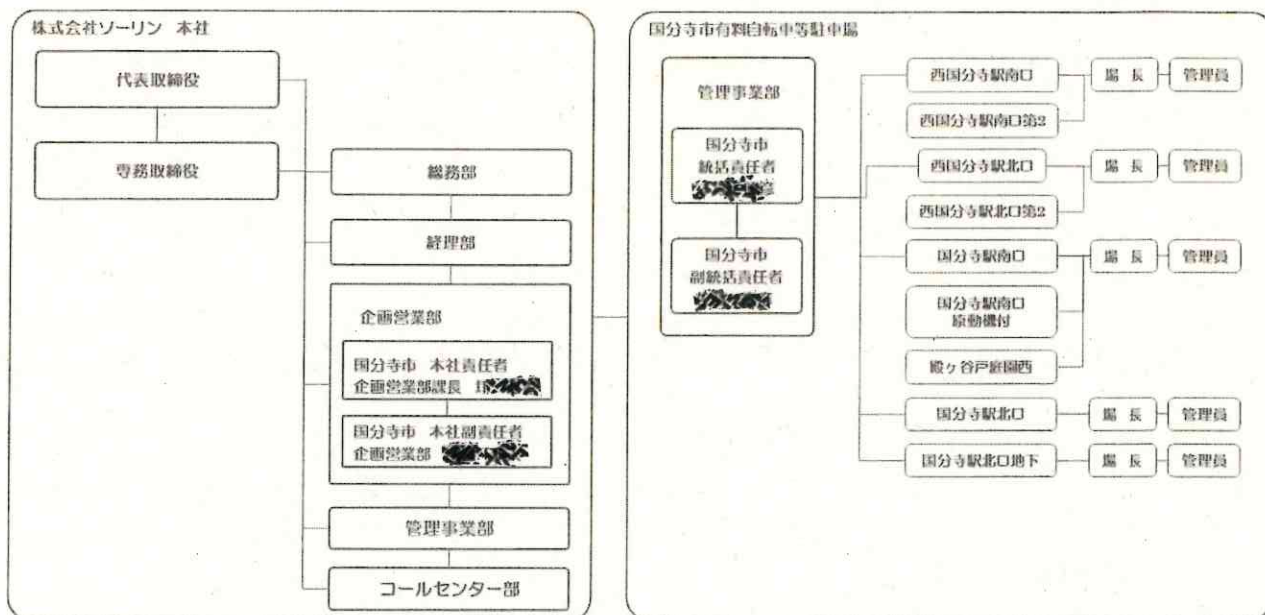 株式会社ソーリン 本社
代表取締役
専務取締役
総務部
経理部
企画営業部
国分寺市 本社責任者
企画営業部課長
国分寺市 本社副責任者
企画営業部
管理事業部
コールセンター部
国分寺市有料自転車等駐車場
管理事業部
国分寺市
統括責任者
国分寺市
副統括責任者
西国分寺駅南口 場 長 管理員
西国分寺駅南口第2
西国分寺駅北口 場 長 管理員
西国分寺駅北口第2
国分寺駅南口 場 長 管理員
国分寺駅南口
原動機付
殿ヶ谷戸庭園西
国分寺駅北口 場 長 管理員
国分寺駅北口地下 場 長 管理員